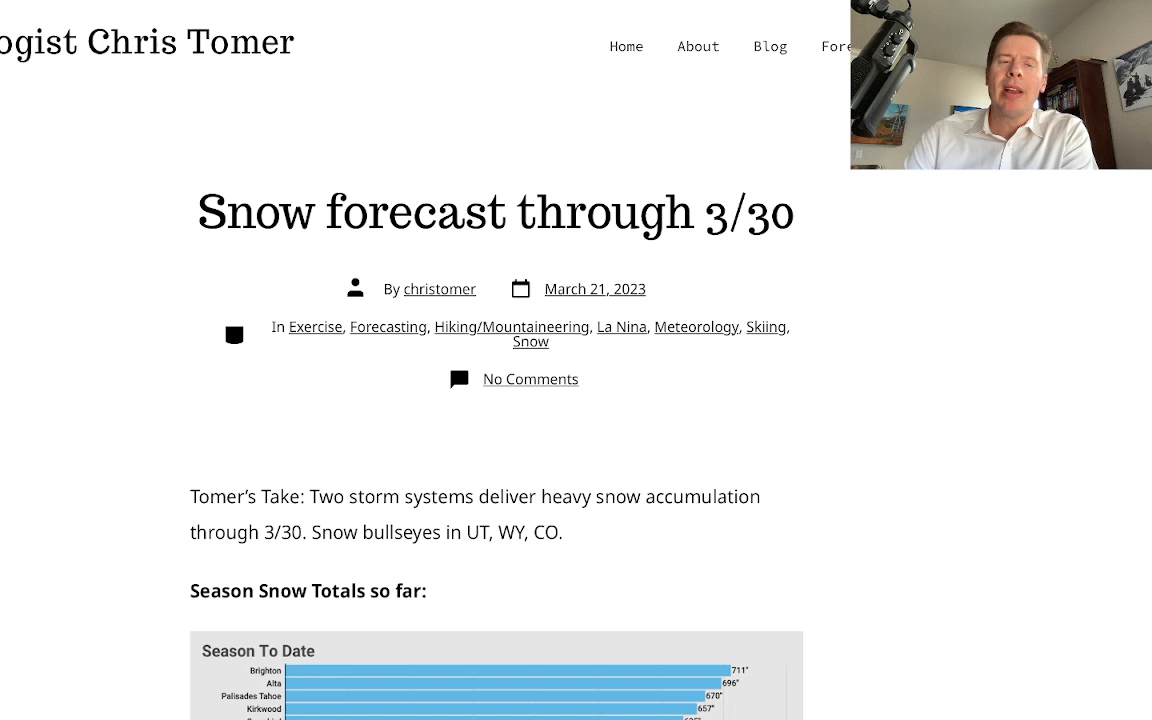 ogist Chris Tomer
Home About Blog Fore
Snow forecast through 3/30
By christomer March 21, 2023
In Exercise, Forecasting, Hiking/Mountaineering, La Nina, Meteorology, Skiing,
Snow
No Comments
Tomer’s Take: Two storm systems deliver heavy snow accumulation
through 3/30. Snow bullseyes in UT, WY, CO.
Season Snow Totals so far:
Season To Date
Brighton 711"
Alta 696"
Palisades Tahoe 670"
Kirkwood 657"